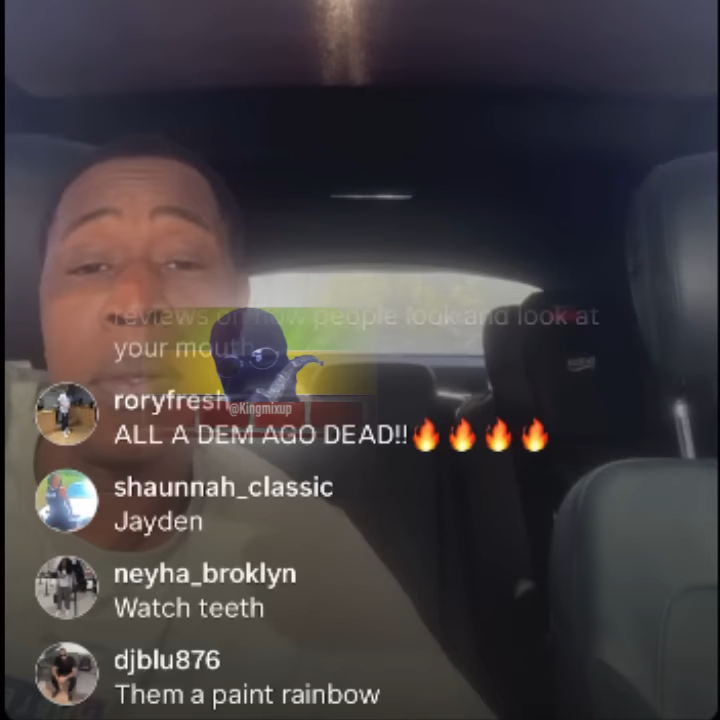 reviews on how people look and look at
your mouth
roryfresh
@Kingmixup
ALL A DEM AGO DEAD!!🔥🔥🔥🔥
shaunnah_classic
Jayden
neyha_broklyn
Watch teeth
djblu876
Them a paint rainbow